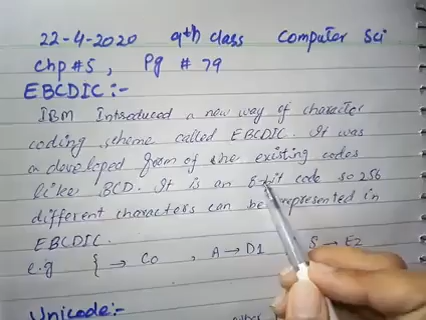 22-4-2020 9th class Computer Sci
Chp # 5, Pg # 79
EBCDIC :-
IBM Introduced a new way of character
coding scheme called EBCDIC. It was
a developed form of the existing codes
like BCD. It is an 8-bit code so 256
different characters can be represented in
EBCDIC.
e.g { → C0 , A → D1 S → E2
Unicode:-